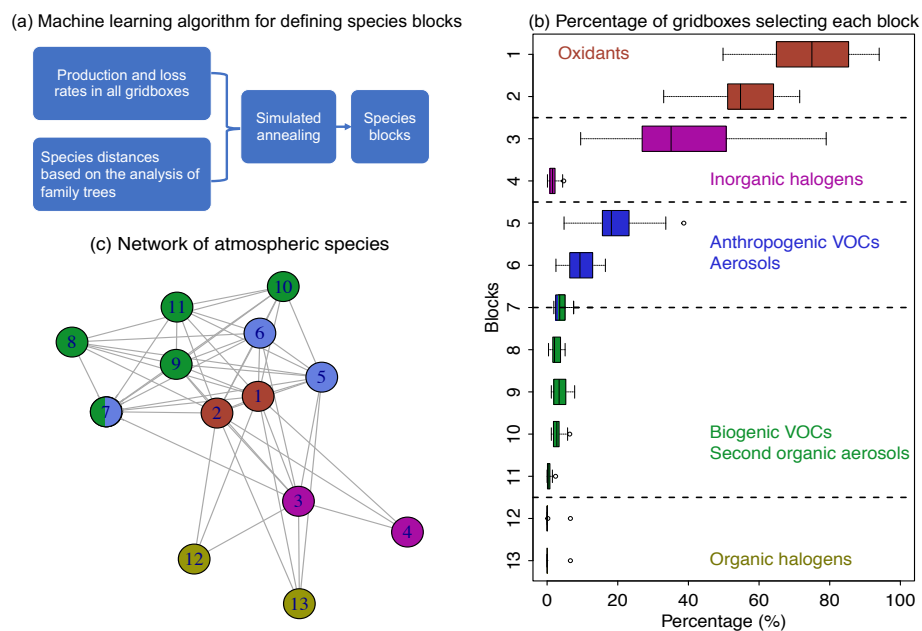 (a) Machine learning algorithm for defining species blocks
Production and loss
rates in all gridboxes
Species distances
based on the analysis of
family trees
Simulated
annealing
Species
blocks
(b) Percentage of gridboxes selecting each block
Blocks
1
2
3
4
5
6
7
8
9
10
11
12
13
Oxidants
Inorganic halogens
Anthropogenic VOCs
Aerosols
Biogenic VOCs
Second organic aerosols
Organic halogens
0
20
40
60
80
100
Percentage (%)
(c) Network of atmospheric species
10
11
6
8
9
5
1
7
2
3
4
12
13